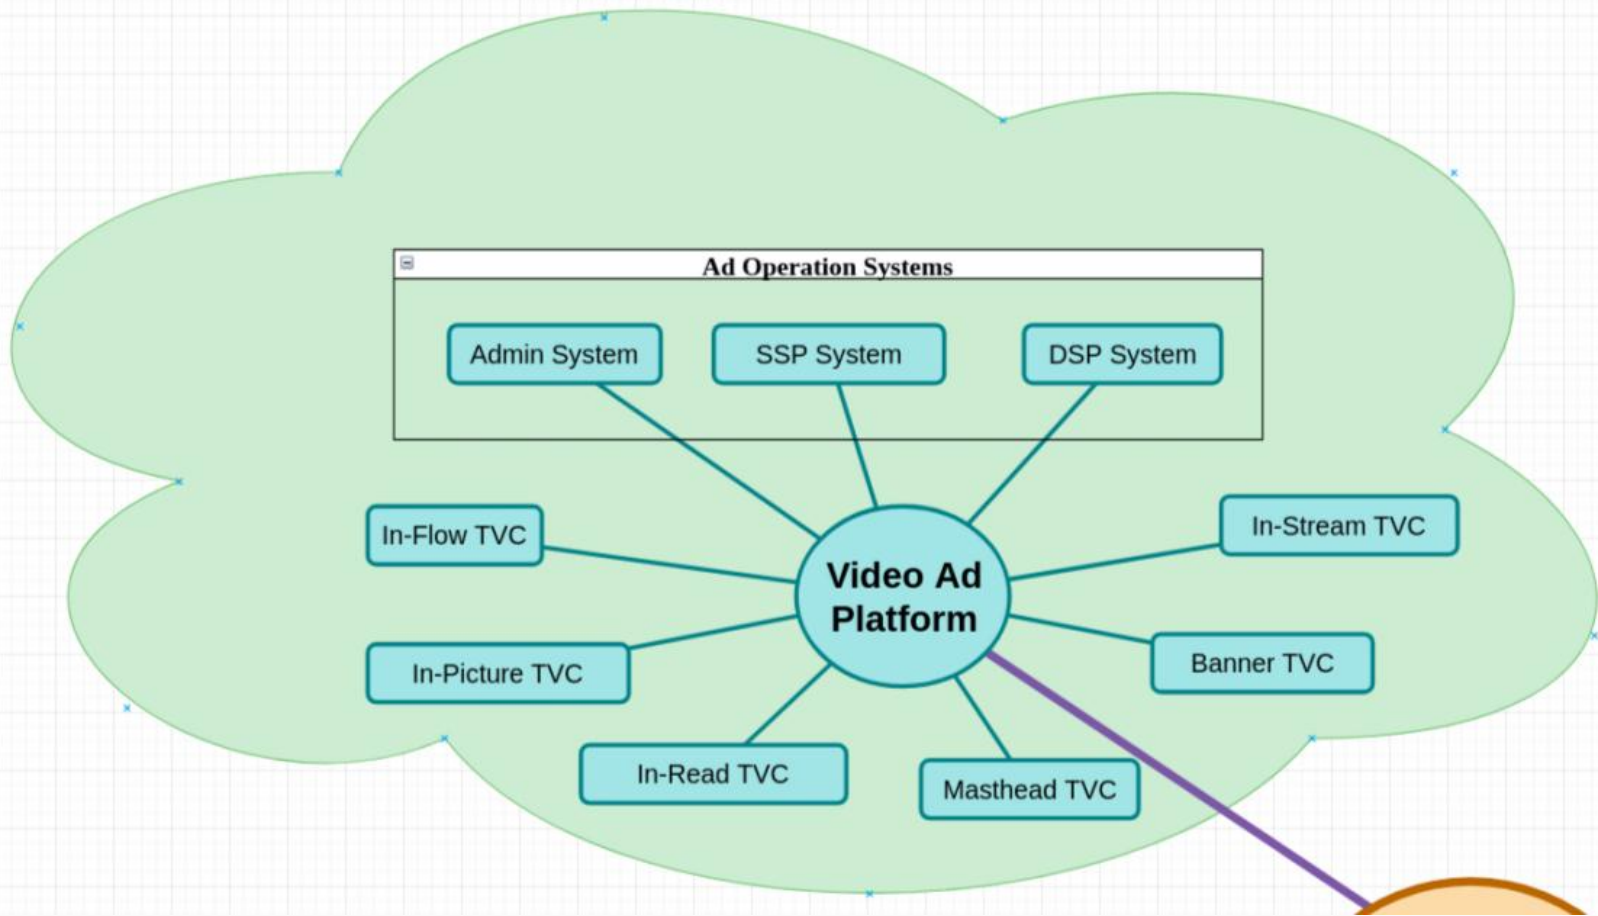 Ad Operation Systems
Admin System
SSP System
DSP System
In-Flow TVC
In-Stream TVC
Video Ad
Platform
In-Picture TVC
Banner TVC
In-Read TVC
Masthead TVC